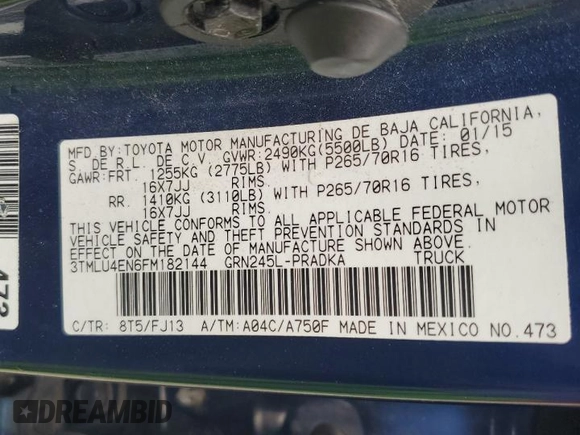 MFD.BY:TOYOTA MOTOR MANUFACTURING DE BAJA CALIFORNIA,
S. DE R.L. DE C.V. GVWR:2490KG(5500LB) DATE: 01/15
GAWR:FRT. 1255KG (2775LB) WITH P265/70R16 TIRES,
16X7JJ RIMS.
RR. 1410KG (3110LB) WITH P265/70R16 TIRES,
16X7JJ RIMS.
THIS VEHICLE CONFORMS TO ALL APPLICABLE FEDERAL MOTOR
VEHICLE SAFETY AND THEFT PREVENTION STANDARDS IN
EFFECT ON THE DATE OF MANUFACTURE SHOWN ABOVE.
3TMLU4EN6FM182144 GRN245L-PRADKA TRUCK
C/TR: 8T5/FJ13 A/TM:A04C/A750F MADE IN MEXICO NO.473
473
DREAMBID